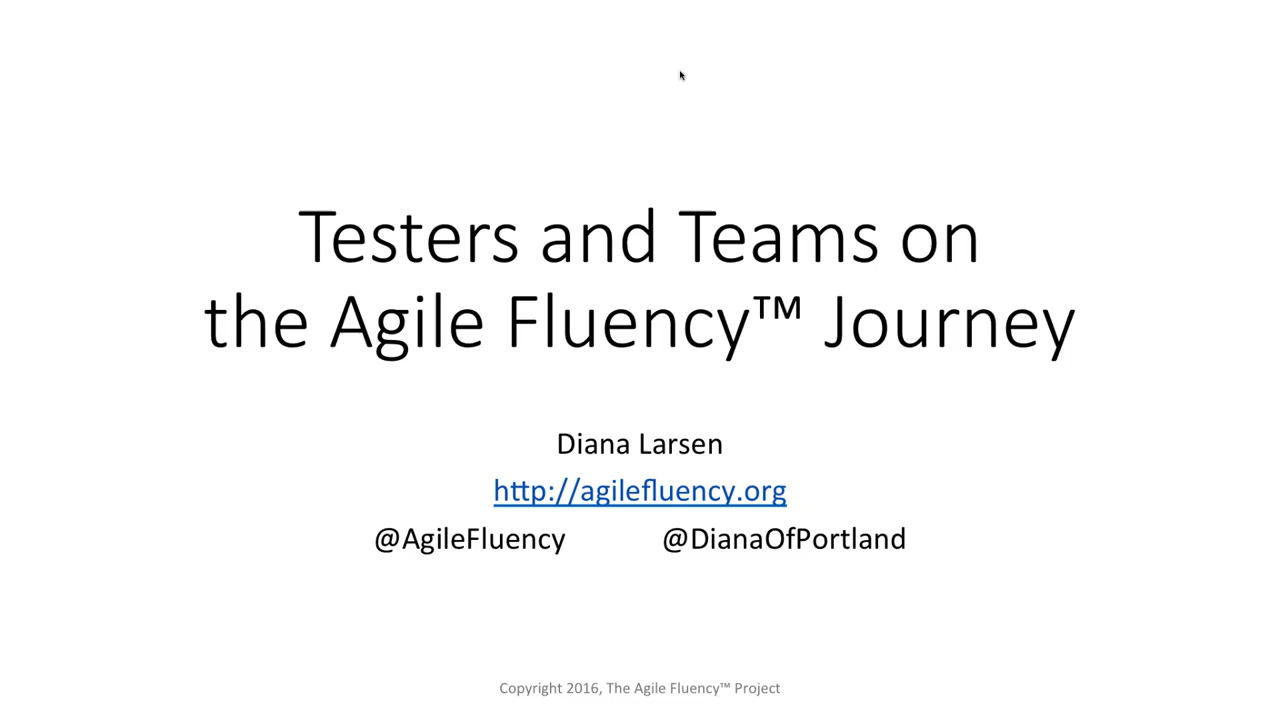 Testers and Teams on
the Agile Fluency™ Journey
Diana Larsen
http://agilefluency.org
@AgileFluency @DianaOfPortland
Copyright 2016, The Agile Fluency™ Project